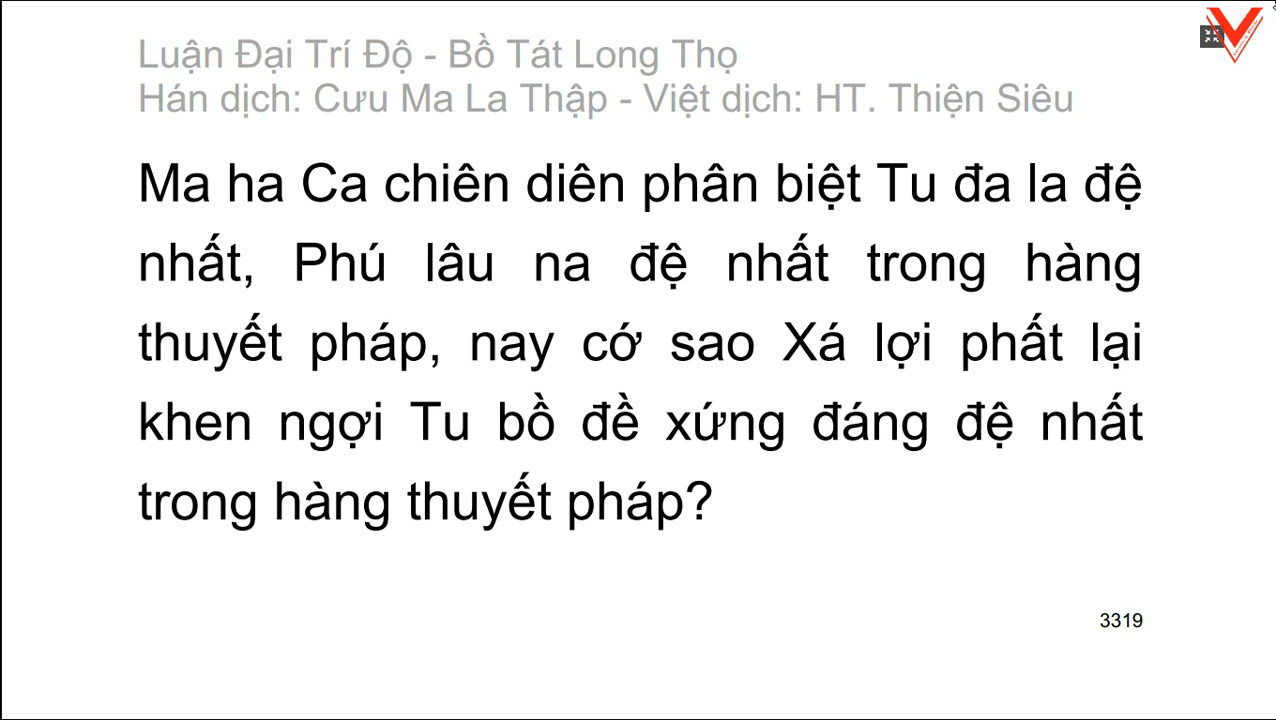 Luận Đại Trí Độ - Bồ Tát Long Thọ
Hán dịch: Cưu Ma La Thập - Việt dịch: HT. Thiện Siêu
Ma ha Ca chiên diên phân biệt Tu đa la đệ
nhất, Phú lâu na đệ nhất trong hàng
thuyết pháp, nay cớ sao Xá lợi phất lại
khen ngợi Tu bồ đề xứng đáng đệ nhất
trong hàng thuyết pháp?
3319